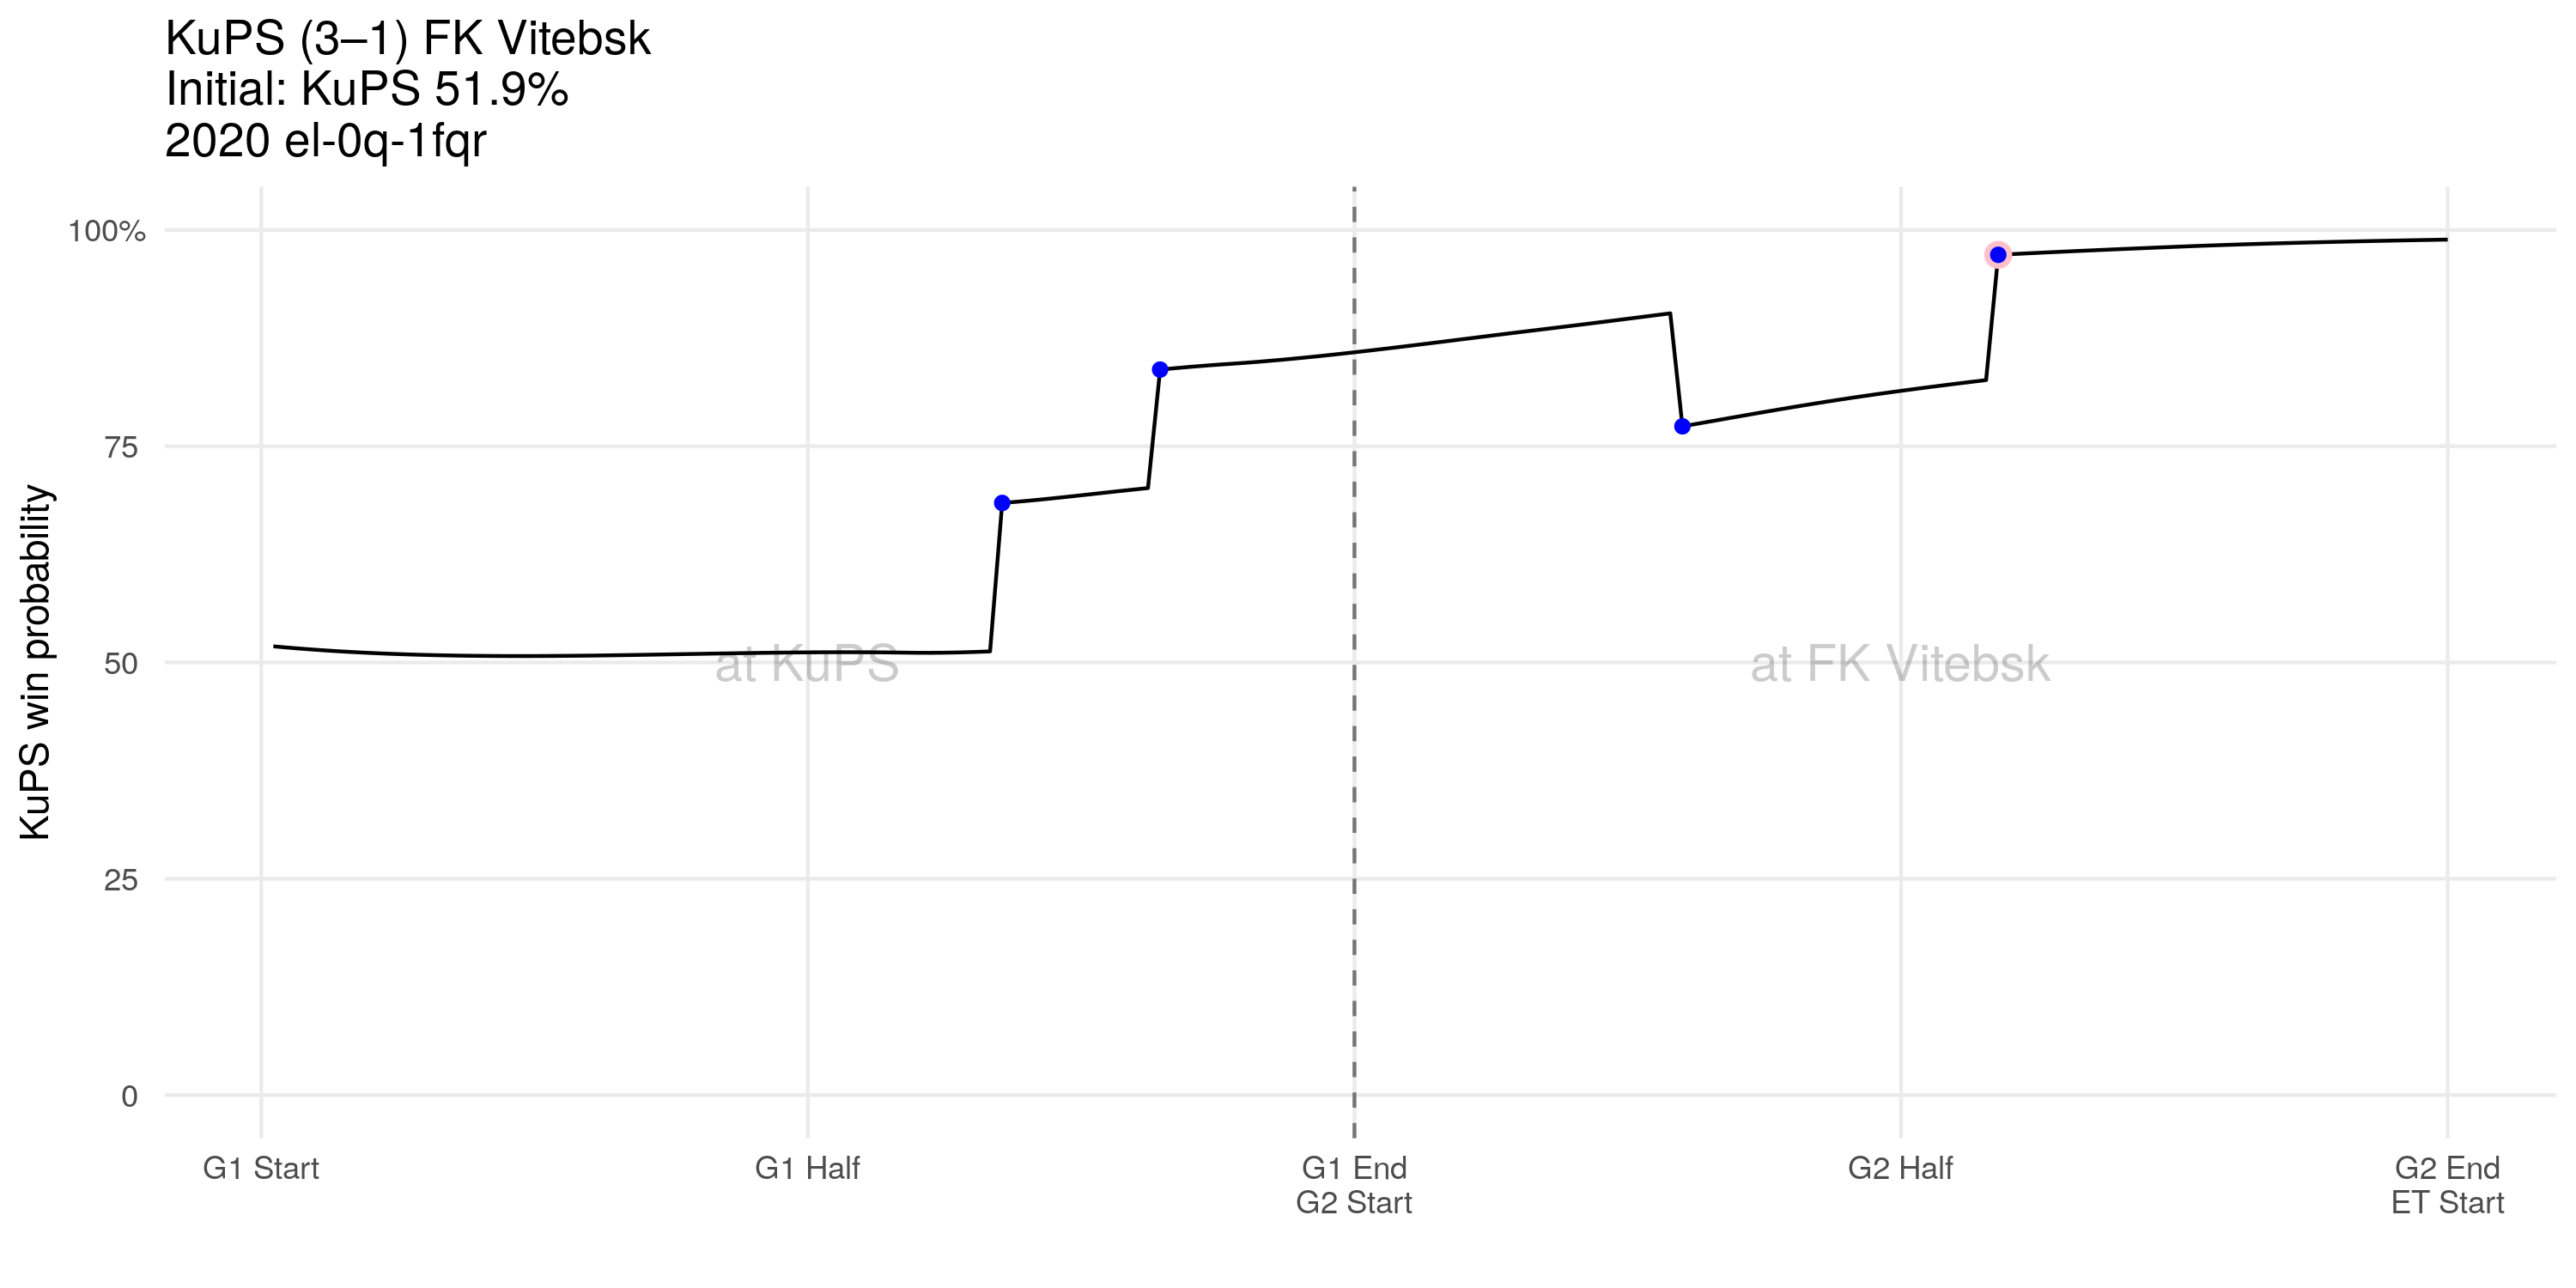 KuPS (3–1) FK Vitebsk
Initial: KuPS 51.9%
2020 el-0q-1fqr
KuPS win probability
100%
75
50
25
0
at KuPS
at FK Vitebsk
G1 Start
G1 Half
G1 End
G2 Start
G2 Half
G2 End
ET Start